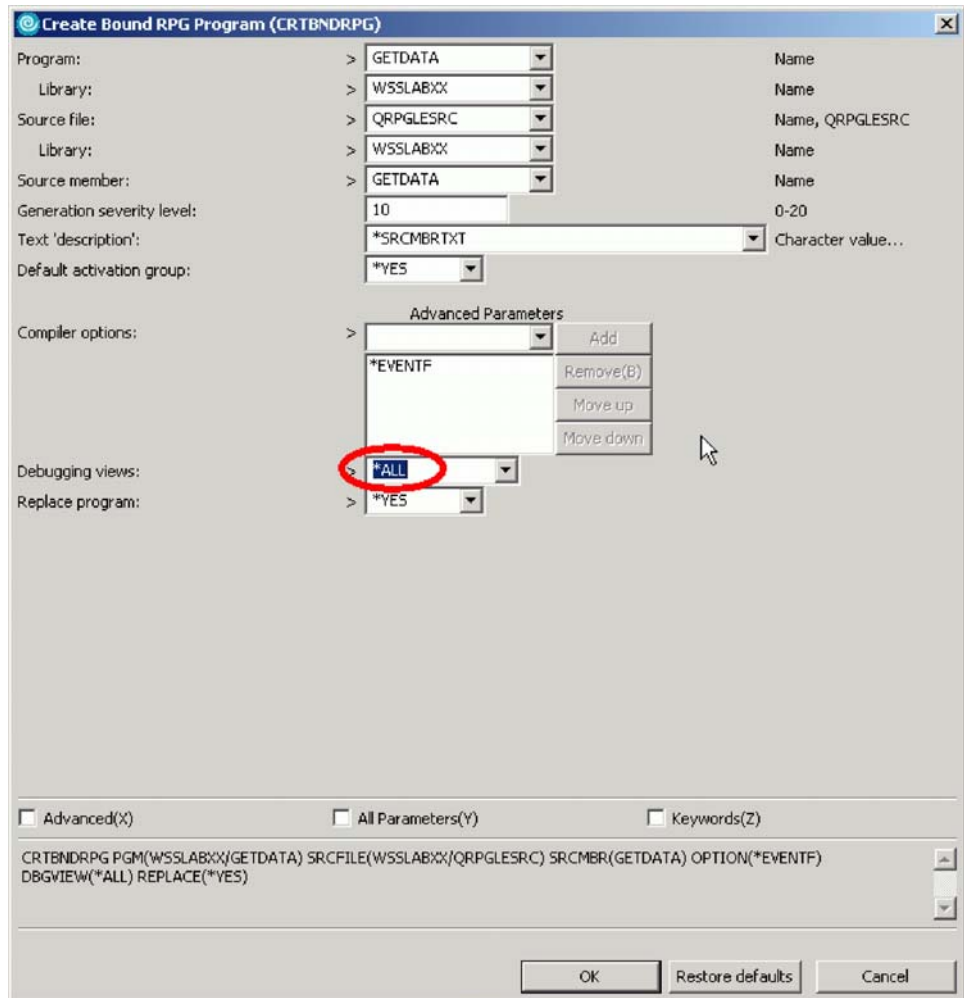 Create Bound RPG Program (CRTBNDRPG)
Program: > GETDATA Name
Library: > WSSLABXX Name
Source file: > QRPGLESRC Name, QRPGLESRC
Library: > WSSLABXX Name
Source member: > GETDATA Name
Generation severity level: 10 0-20
Text 'description': *SRCMBRTXT Character value...
Default activation group: *YES
Advanced Parameters
Compiler options: > Add
*EVENTF Remove(B)
Move up
Move down
Debugging views: > *ALL
Replace program: > *YES
Advanced(X) All Parameters(Y) Keywords(Z)
CRTBNDRPG PGM(WSSLABXX/GETDATA) SRCFILE(WSSLABXX/QRPGLESRC) SRCMBR(GETDATA) OPTION(*EVENTF)
DBGVIEW(*ALL) REPLACE(*YES)
OK Restore defaults Cancel